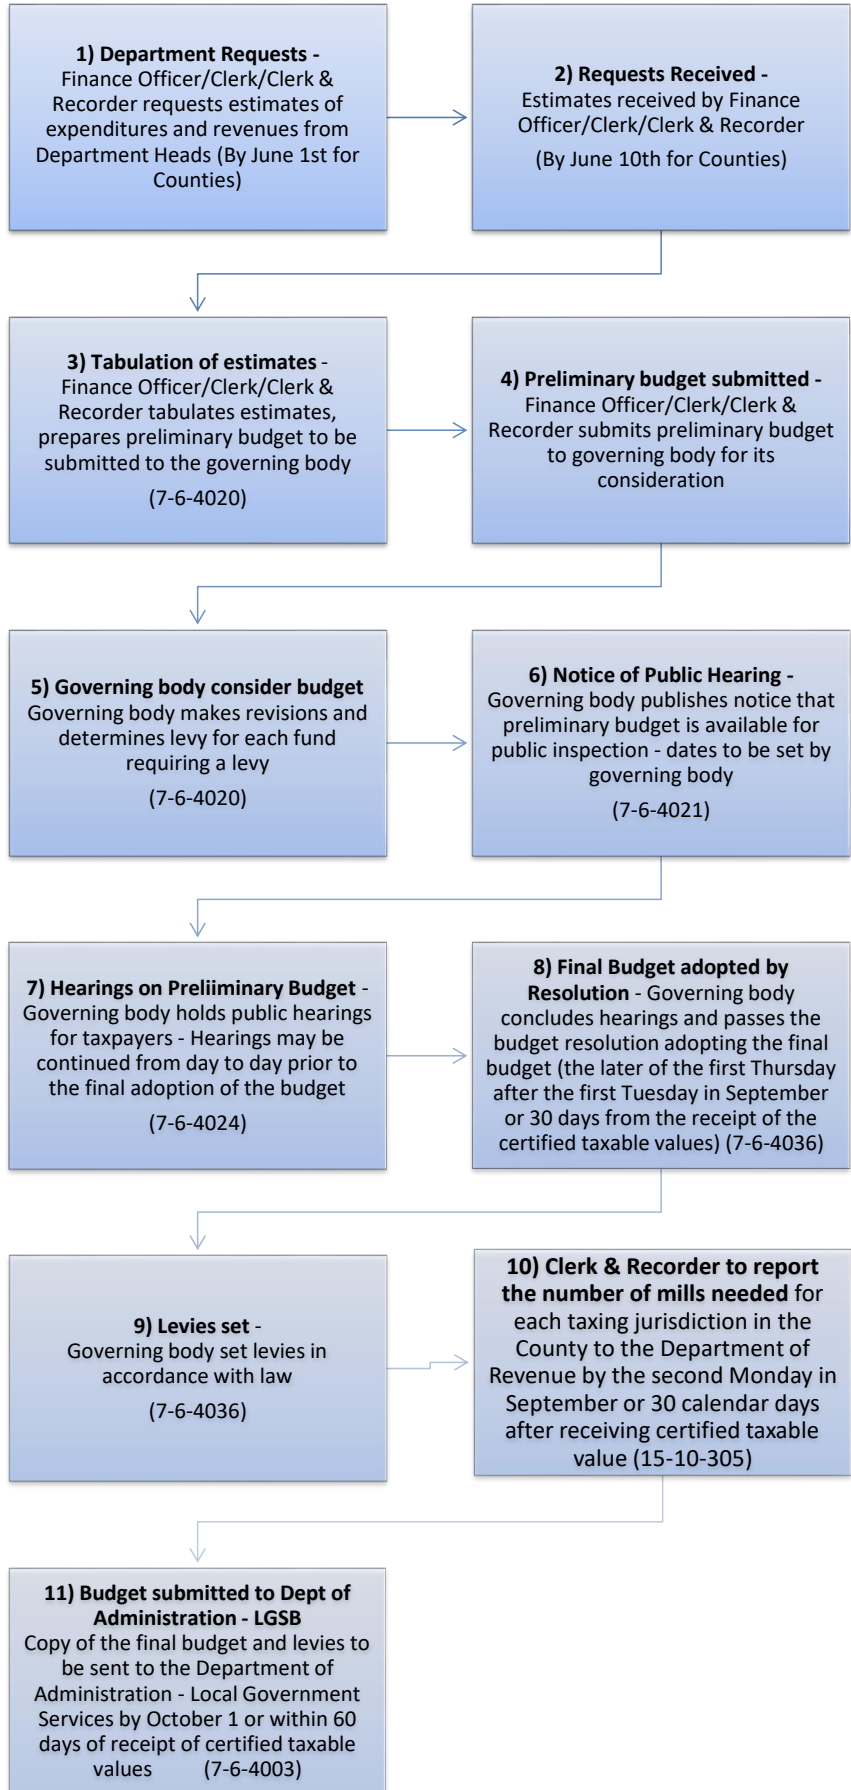 1) Department Requests -
Finance Officer/Clerk/Clerk &
Recorder requests estimates of
expenditures and revenues from
Department Heads (By June 1st for
Counties)
2) Requests Received -
Estimates received by Finance
Officer/Clerk/Clerk & Recorder
(By June 10th for Counties)
3) Tabulation of estimates -
Finance Officer/Clerk/Clerk &
Recorder tabulates estimates,
prepares preliminary budget to be
submitted to the governing body
(7-6-4020)
4) Preliminary budget submitted -
Finance Officer/Clerk/Clerk &
Recorder submits preliminary budget
to governing body for its
consideration
5) Governing body consider budget
Governing body makes revisions and
determines levy for each fund
requiring a levy
(7-6-4020)
6) Notice of Public Hearing -
Governing body publishes notice that
preliminary budget is available for
public inspection - dates to be set by
governing body
(7-6-4021)
7) Hearings on Preliiminary Budget -
Governing body holds public hearings
for taxpayers - Hearings may be
continued from day to day prior to
the final adoption of the budget
(7-6-4024)
8) Final Budget adopted by
Resolution - Governing body
concludes hearings and passes the
budget resolution adopting the final
budget (the later of the first Thursday
after the first Tuesday in September
or 30 days from the receipt of the
certified taxable values) (7-6-4036)
9) Levies set -
Governing body set levies in
accordance with law
(7-6-4036)
10) Clerk & Recorder to report
the number of mills needed for
each taxing jurisdiction in the
County to the Department of
Revenue by the second Monday in
September or 30 calendar days
after receiving certified taxable
value (15-10-305)
11) Budget submitted to Dept of
Administration - LGSB
Copy of the final budget and levies to
be sent to the Department of
Administration - Local Government
Services by October 1 or within 60
days of receipt of certified taxable
values (7-6-4003)